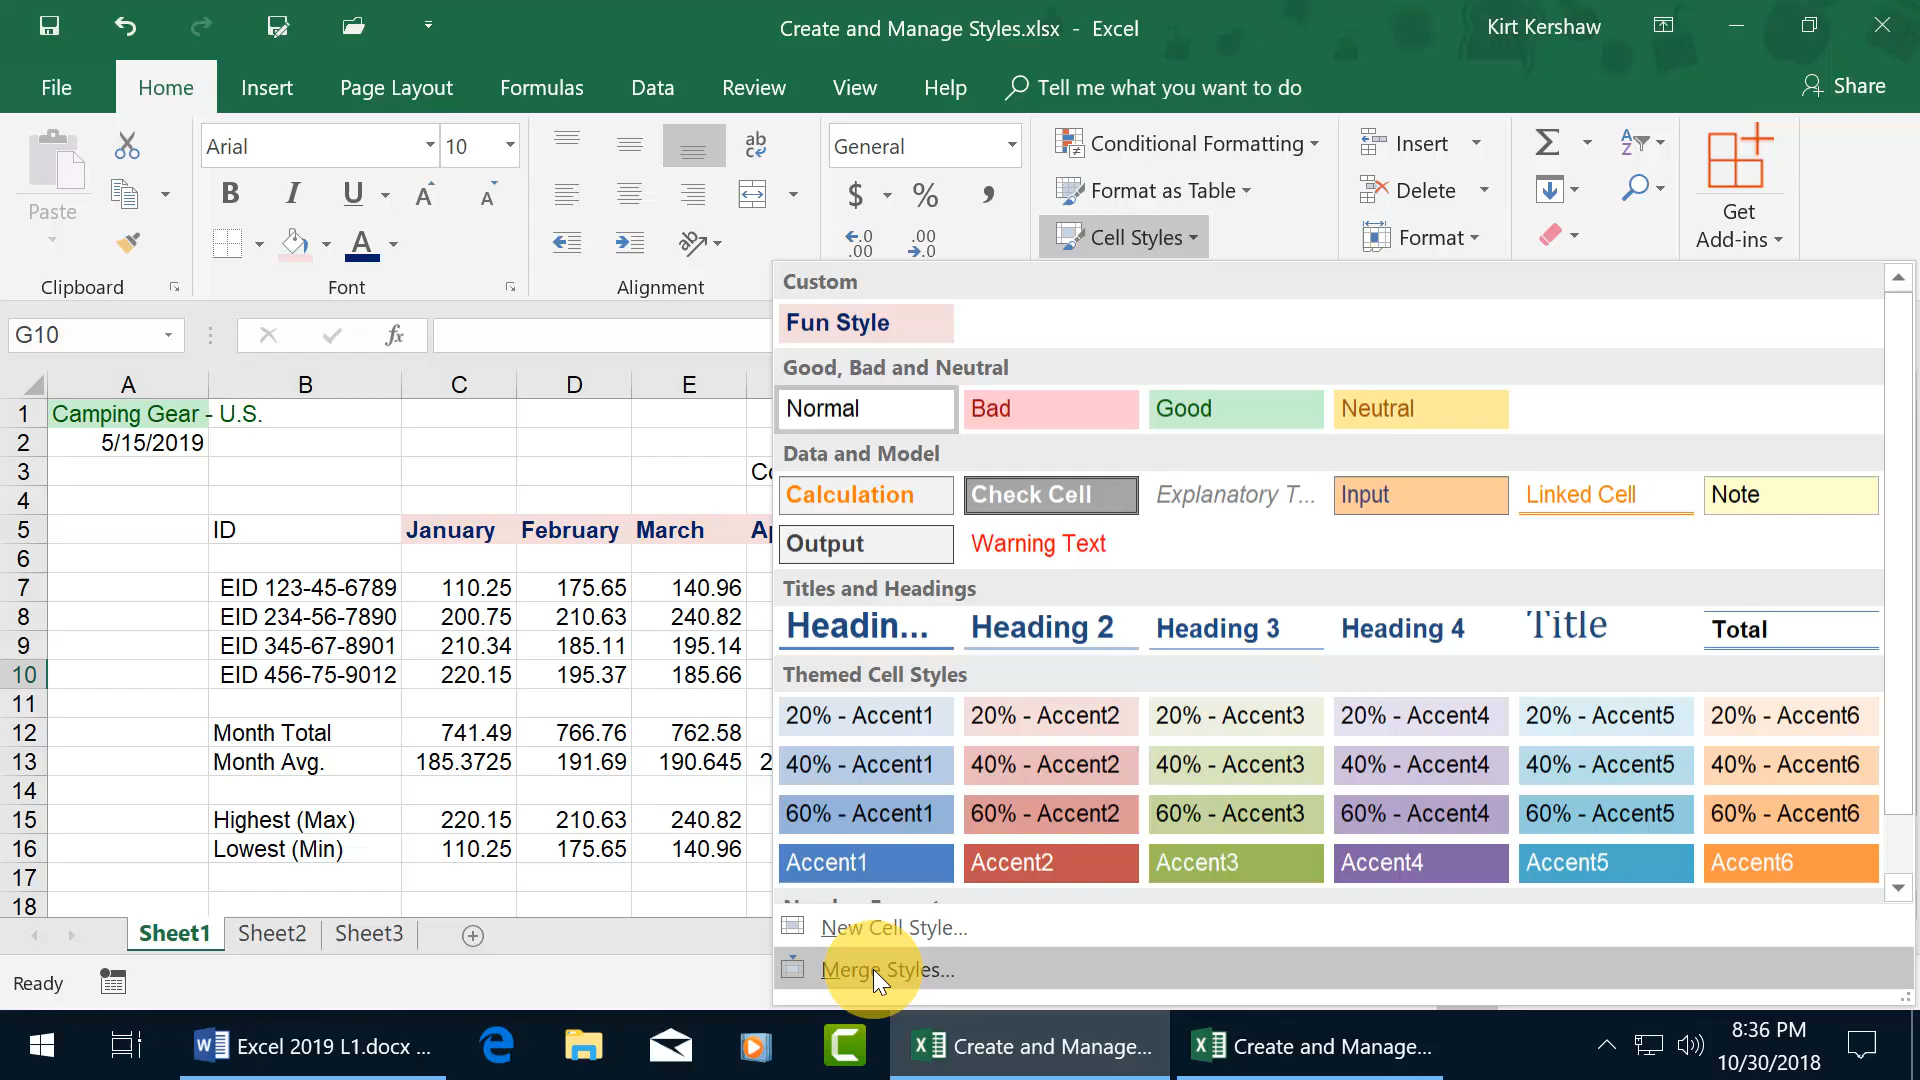 Create and Manage Styles.xlsx - Excel
Kirt Kershaw
File Home Insert Page Layout Formulas Data Review View Help Tell me what you want to do Share
Paste
Clipboard
Arial 10
B I U A A
A
Font
ab
c
Alignment
General
$ % ,
.0 .00
.00 .0
Conditional Formatting
Format as Table
Cell Styles
Insert
Delete
Format
Σ
A
Z
Get
Add-ins
G10
fx
A B C D E
1 Camping Gear - U.S.
2 5/15/2019
3
4
5 ID January February March
6
7 EID 123-45-6789 110.25 175.65 140.96
8 EID 234-56-7890 200.75 210.63 240.82
9 EID 345-67-8901 210.34 185.11 195.14
10 EID 456-75-9012 220.15 195.37 185.66
11
12 Month Total 741.49 766.76 762.58
13 Month Avg. 185.3725 191.69 190.645 2
14
15 Highest (Max) 220.15 210.63 240.82
16 Lowest (Min) 110.25 175.65 140.96
17
18
Custom
Fun Style
Good, Bad and Neutral
Normal Bad Good Neutral
Data and Model
Calculation Check Cell Explanatory T... Input Linked Cell Note
Output Warning Text
Titles and Headings
Headin... Heading 2 Heading 3 Heading 4 Title Total
Themed Cell Styles
20% - Accent1 20% - Accent2 20% - Accent3 20% - Accent4 20% - Accent5 20% - Accent6
40% - Accent1 40% - Accent2 40% - Accent3 40% - Accent4 40% - Accent5 40% - Accent6
60% - Accent1 60% - Accent2 60% - Accent3 60% - Accent4 60% - Accent5 60% - Accent6
Accent1 Accent2 Accent3 Accent4 Accent5 Accent6
New Cell Style...
Merge Styles...
Sheet1 Sheet2 Sheet3
Ready
Excel 2019 L1.docx ...
Create and Manage...
Create and Manage...
8:36 PM
10/30/2018